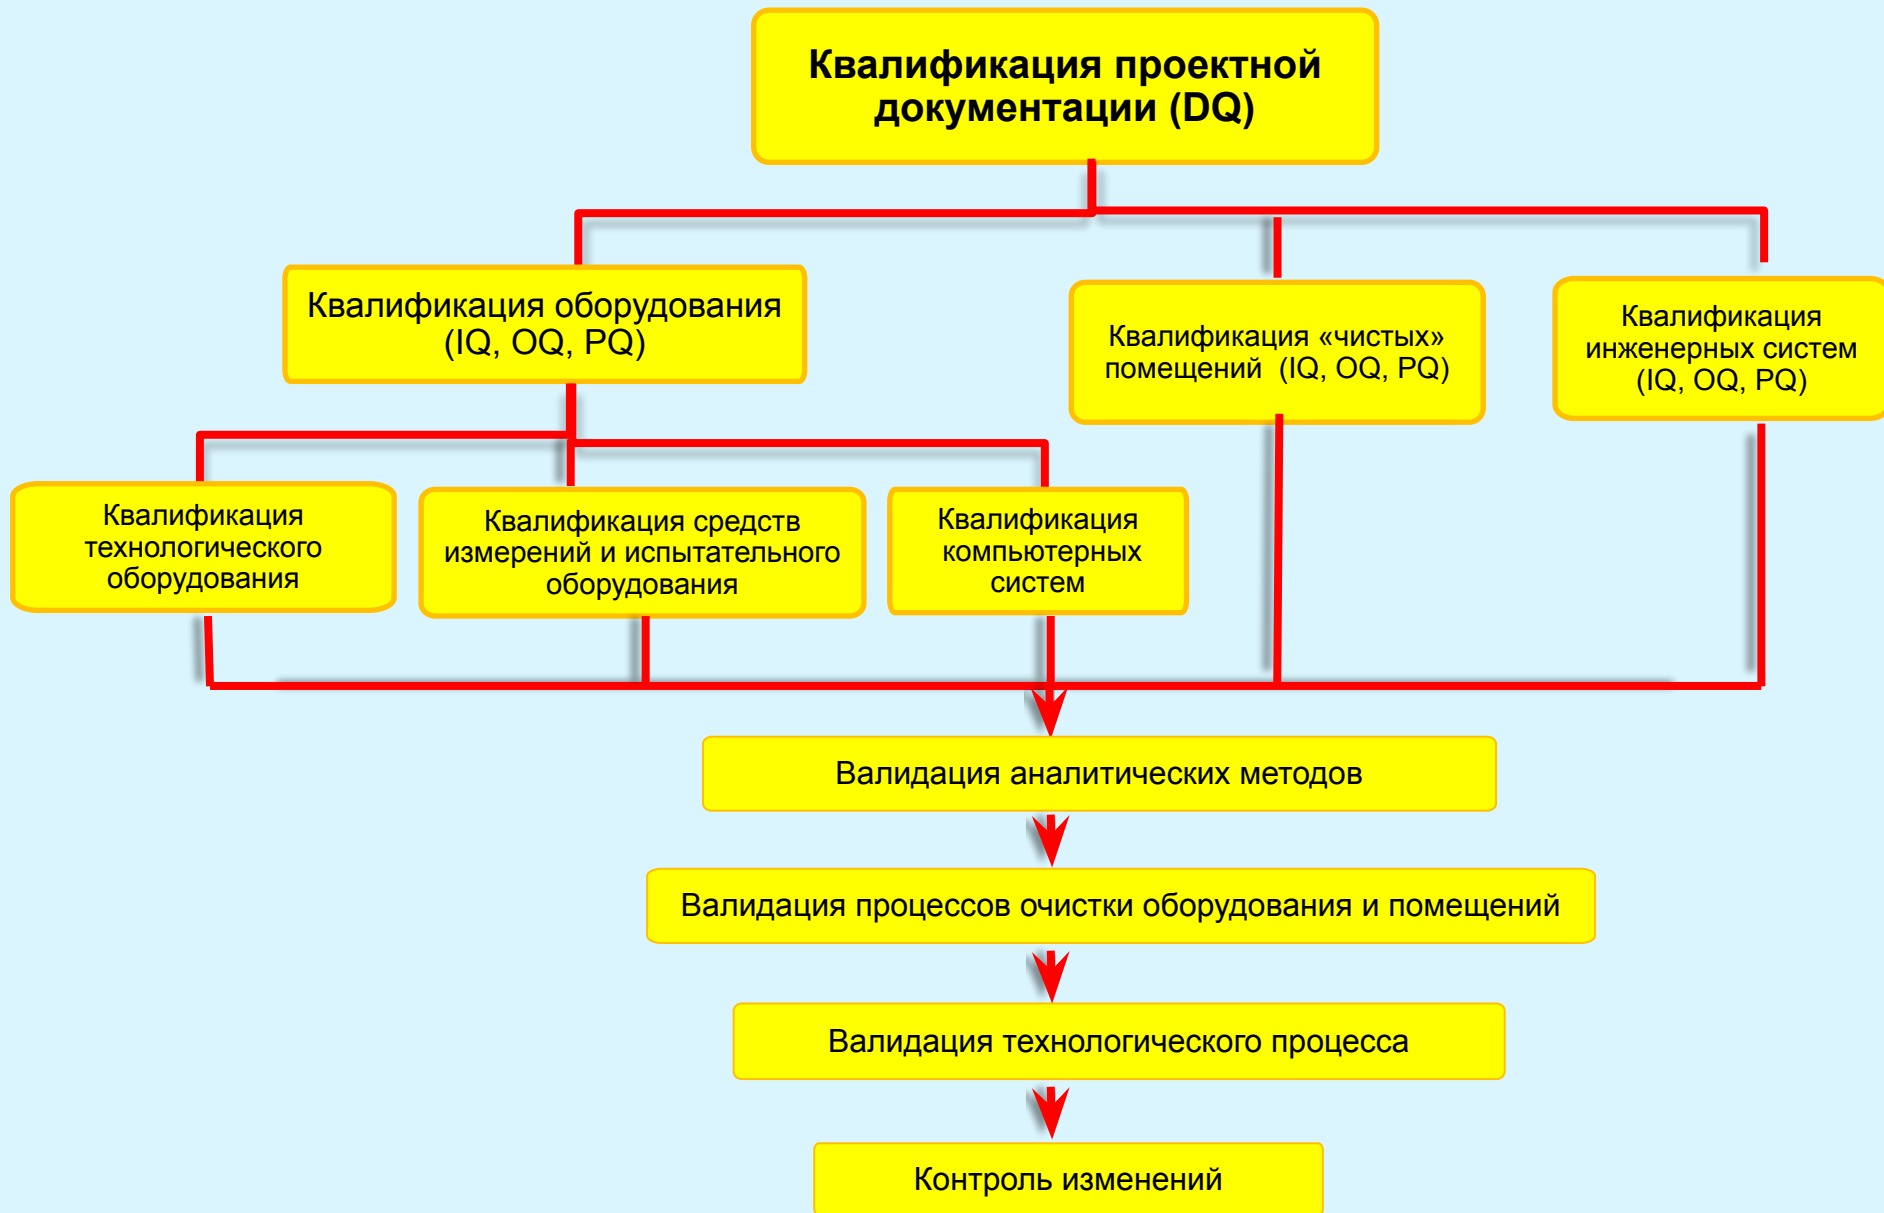 Квалификация проектной
документации (DQ)
Квалификация оборудования
(IQ, OQ, PQ)
Квалификация «чистых»
помещений (IQ, OQ, PQ)
Квалификация
инженерных систем
(IQ, OQ, PQ)
Квалификация
технологического
оборудования
Квалификация средств
измерений и испытательного
оборудования
Квалификация
компьютерных
систем
Валидация аналитических методов
Валидация процессов очистки оборудования и помещений
Валидация технологического процесса
Контроль изменений